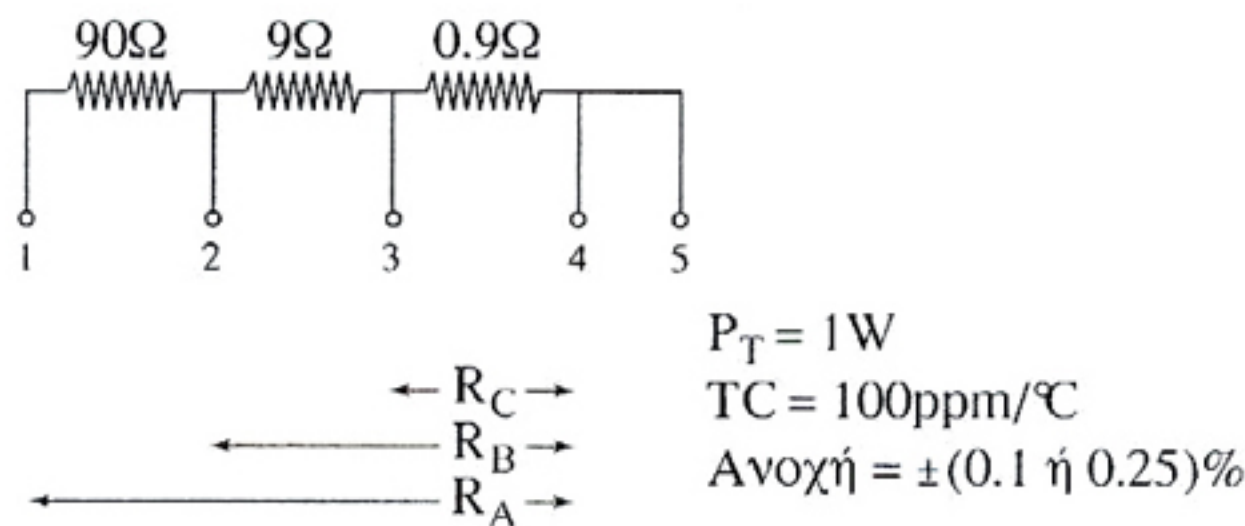 90Ω 9Ω 0.9Ω
1 2 3 4 5
P_T = 1W
R_C
TC = 100ppm/℃
R_B
Ανοχή = ±(0.1 ή 0.25)%
R_A